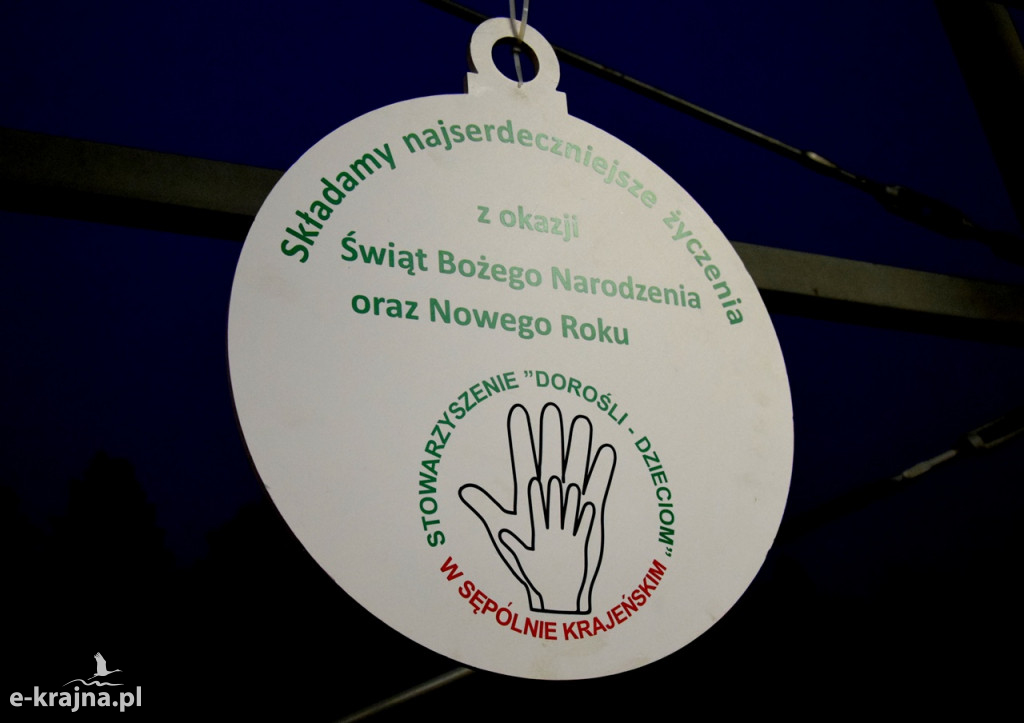 Składamy najserdeczniejsze życzenia
z okazji
Świąt Bożego Narodzenia
oraz Nowego Roku
STOWARZYSZENIE "DOROŚLI - DZIECIOM"
W SĘPÓLNIE KRAJEŃSKIM
e-krajna.pl